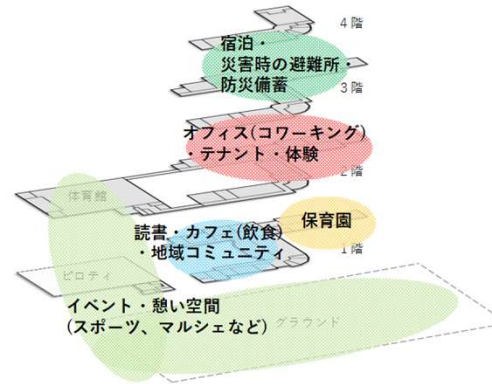 4階
宿泊・
災害時の避難所・
防災備蓄
3階
オフィス(コワーキング)
・テナント・体験
2階
体育館
保育園
読書・カフェ(飲食)
・地域コミュニティ
1階
ピロティ
イベント・憩い空間
(スポーツ、マルシェなど)
グラウンド